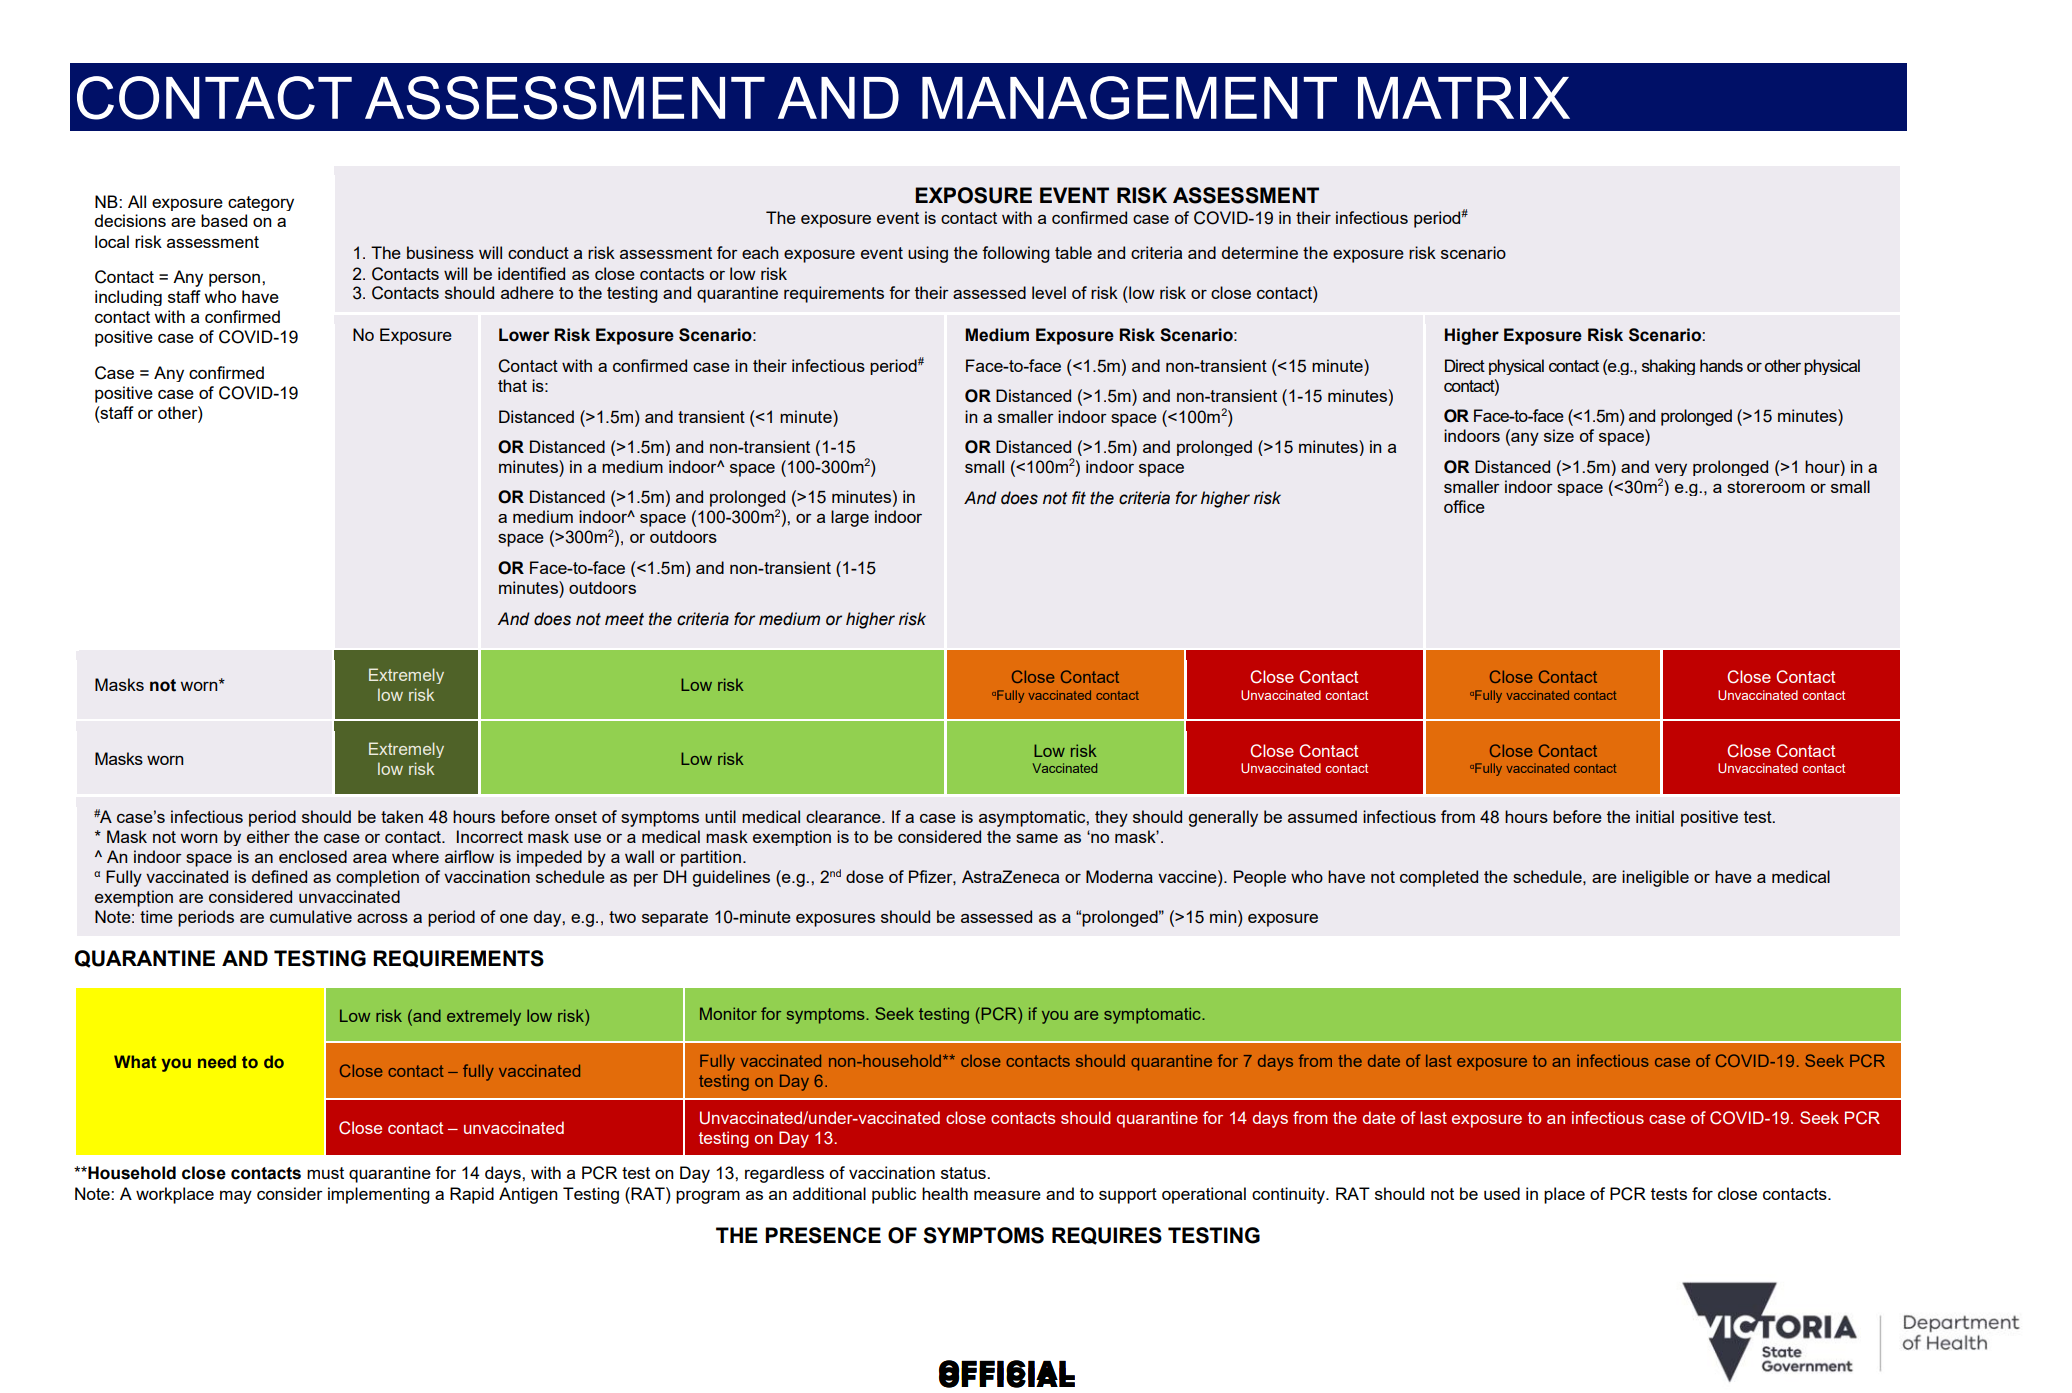 CONTACT ASSESSMENT AND MANAGEMENT MATRIX
NB: All exposure category
decisions are based on a
local risk assessment
Contact = Any person,
including staff who have
contact with a confirmed
positive case of COVID-19
Case = Any confirmed
positive case of COVID-19
(staff or other)
EXPOSURE EVENT RISK ASSESSMENT
The exposure event is contact with a confirmed case of COVID-19 in their infectious period#
1. The business will conduct a risk assessment for each exposure event using the following table and criteria and determine the exposure risk scenario
2. Contacts will be identified as close contacts or low risk
3. Contacts should adhere to the testing and quarantine requirements for their assessed level of risk (low risk or close contact)
No Exposure
Lower Risk Exposure Scenario:
Contact with a confirmed case in their infectious period#
that is:
Distanced (>1.5m) and transient (<1 minute)
OR Distanced (>1.5m) and non-transient (1-15
minutes) in a medium indoor^ space (100-300m²)
OR Distanced (>1.5m) and prolonged (>15 minutes) in
a medium indoor^ space (100-300m²), or a large indoor
space (>300m²), or outdoors
OR Face-to-face (<1.5m) and non-transient (1-15
minutes) outdoors
And does not meet the criteria for medium or higher risk
Medium Exposure Risk Scenario:
Face-to-face (<1.5m) and non-transient (<15 minute)
OR Distanced (>1.5m) and non-transient (1-15 minutes)
in a smaller indoor space (<100m²)
OR Distanced (>1.5m) and prolonged (>15 minutes) in a
small (<100m²) indoor space
And does not fit the criteria for higher risk
Higher Exposure Risk Scenario:
Direct physical contact (e.g., shaking hands or other physical
contact)
OR Face-to-face (<1.5m) and prolonged (>15 minutes)
indoors (any size of space)
OR Distanced (>1.5m) and very prolonged (>1 hour) in a
smaller indoor space (<30m²) e.g., a storeroom or small
office
Masks not worn*
Extremely
low risk
Low risk
Close Contact
ᵅFully vaccinated contact
Close Contact
Unvaccinated contact
Close Contact
ᵅFully vaccinated contact
Close Contact
Unvaccinated contact
Masks worn
Extremely
low risk
Low risk
Low risk
Vaccinated
Close Contact
Unvaccinated contact
Close Contact
ᵅFully vaccinated contact
Close Contact
Unvaccinated contact
#A case's infectious period should be taken 48 hours before onset of symptoms until medical clearance. If a case is asymptomatic, they should generally be assumed infectious from 48 hours before the initial positive test.
* Mask not worn by either the case or contact. Incorrect mask use or a medical mask exemption is to be considered the same as ‘no mask’.
^ An indoor space is an enclosed area where airflow is impeded by a wall or partition.
ᵅ Fully vaccinated is defined as completion of vaccination schedule as per DH guidelines (e.g., 2nd dose of Pfizer, AstraZeneca or Moderna vaccine). People who have not completed the schedule, are ineligible or have a medical
exemption are considered unvaccinated
Note: time periods are cumulative across a period of one day, e.g., two separate 10-minute exposures should be assessed as a “prolonged” (>15 min) exposure
QUARANTINE AND TESTING REQUIREMENTS
What you need to do
Low risk (and extremely low risk)
Monitor for symptoms. Seek testing (PCR) if you are symptomatic.
Close contact – fully vaccinated
Fully vaccinated non-household** close contacts should quarantine for 7 days from the date of last exposure to an infectious case of COVID-19. Seek PCR
testing on Day 6.
Close contact – unvaccinated
Unvaccinated/under-vaccinated close contacts should quarantine for 14 days from the date of last exposure to an infectious case of COVID-19. Seek PCR
testing on Day 13.
**Household close contacts must quarantine for 14 days, with a PCR test on Day 13, regardless of vaccination status.
Note: A workplace may consider implementing a Rapid Antigen Testing (RAT) program as an additional public health measure and to support operational continuity. RAT should not be used in place of PCR tests for close contacts.
THE PRESENCE OF SYMPTOMS REQUIRES TESTING
VICTORIA
State
Government
Department
of Health
OFFICIAL